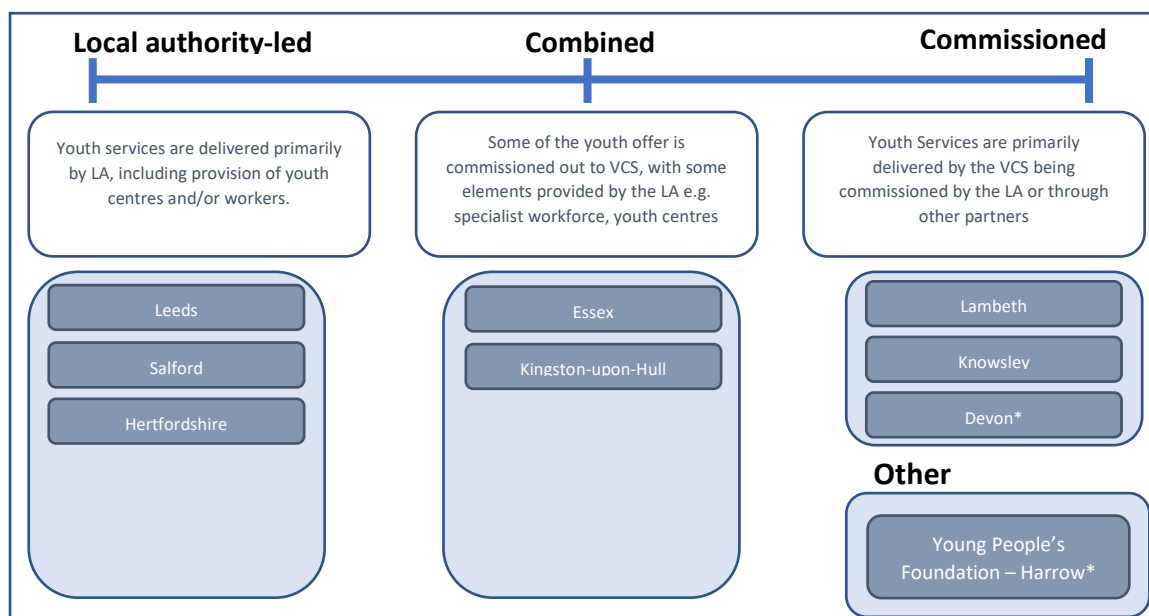 Local authority-led
Combined
Commissioned
Youth services are delivered primarily
by LA, including provision of youth
centres and/or workers.
Some of the youth offer is
commissioned out to VCS, with some
elements provided by the LA e.g.
specialist workforce, youth centres
Youth Services are primarily
delivered by the VCS being
commissioned by the LA or through
other partners
Leeds
Salford
Hertfordshire
Essex
Kingston-upon-Hull
Lambeth
Knowsley
Devon*
Other
Young People’s
Foundation – Harrow*